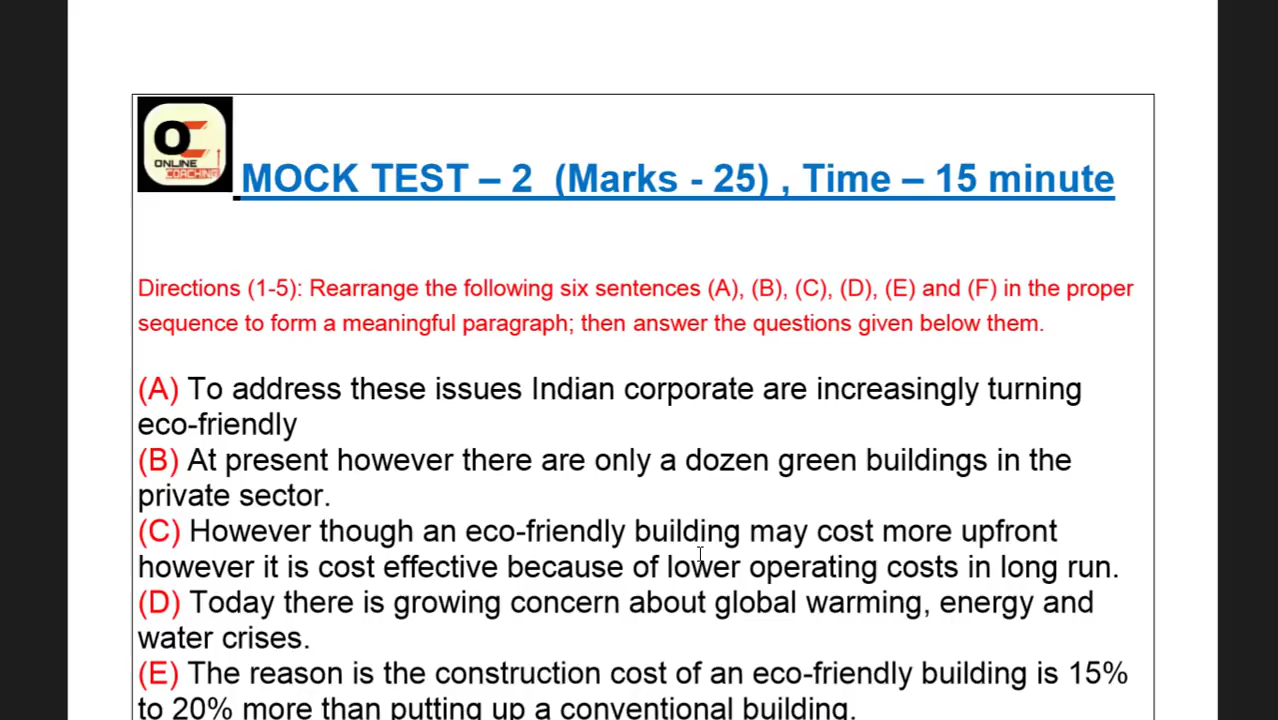 OC
ONLINE
COACHING
MOCK TEST – 2  (Marks - 25) , Time – 15 minute
Directions (1-5): Rearrange the following six sentences (A), (B), (C), (D), (E) and (F) in the proper
sequence to form a meaningful paragraph; then answer the questions given below them.
(A) To address these issues Indian corporate are increasingly turning
eco-friendly
(B) At present however there are only a dozen green buildings in the
private sector.
(C) However though an eco-friendly building may cost more upfront
however it is cost effective because of lower operating costs in long run.
(D) Today there is growing concern about global warming, energy and
water crises.
(E) The reason is the construction cost of an eco-friendly building is 15%
to 20% more than putting up a conventional building.